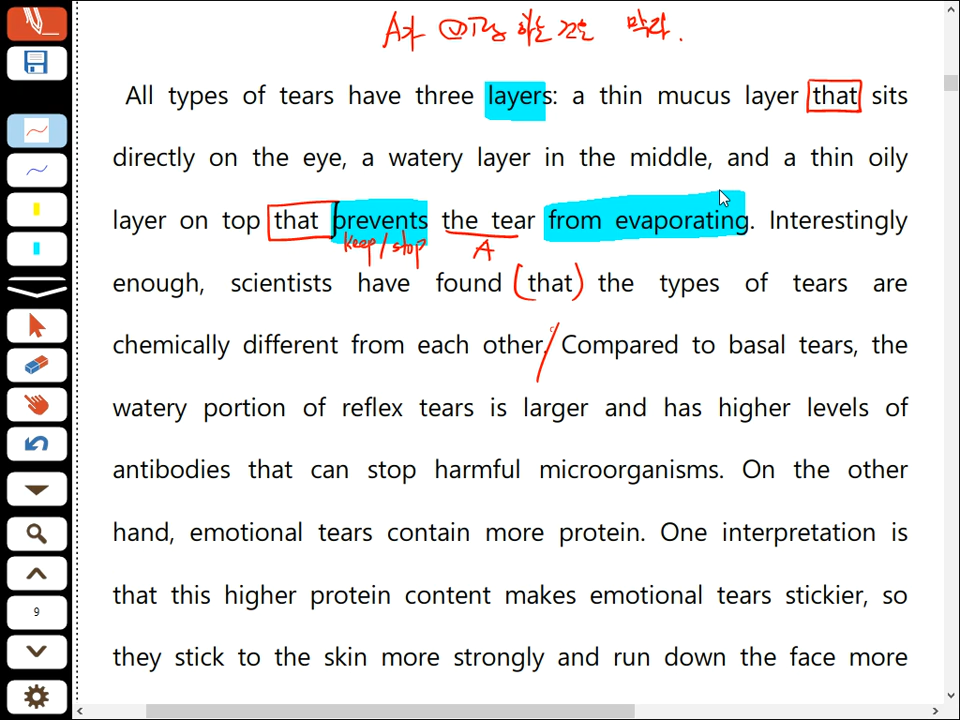 A가 ~ing 하는 것은 막다.
All types of tears have three layers: a thin mucus layer that sits
directly on the eye, a watery layer in the middle, and a thin oily
layer on top that prevents the tear from evaporating. Interestingly
keep/stop A
enough, scientists have found (that) the types of tears are
chemically different from each other. Compared to basal tears, the
watery portion of reflex tears is larger and has higher levels of
antibodies that can stop harmful microorganisms. On the other
hand, emotional tears contain more protein. One interpretation is
9
that this higher protein content makes emotional tears stickier, so
they stick to the skin more strongly and run down the face more